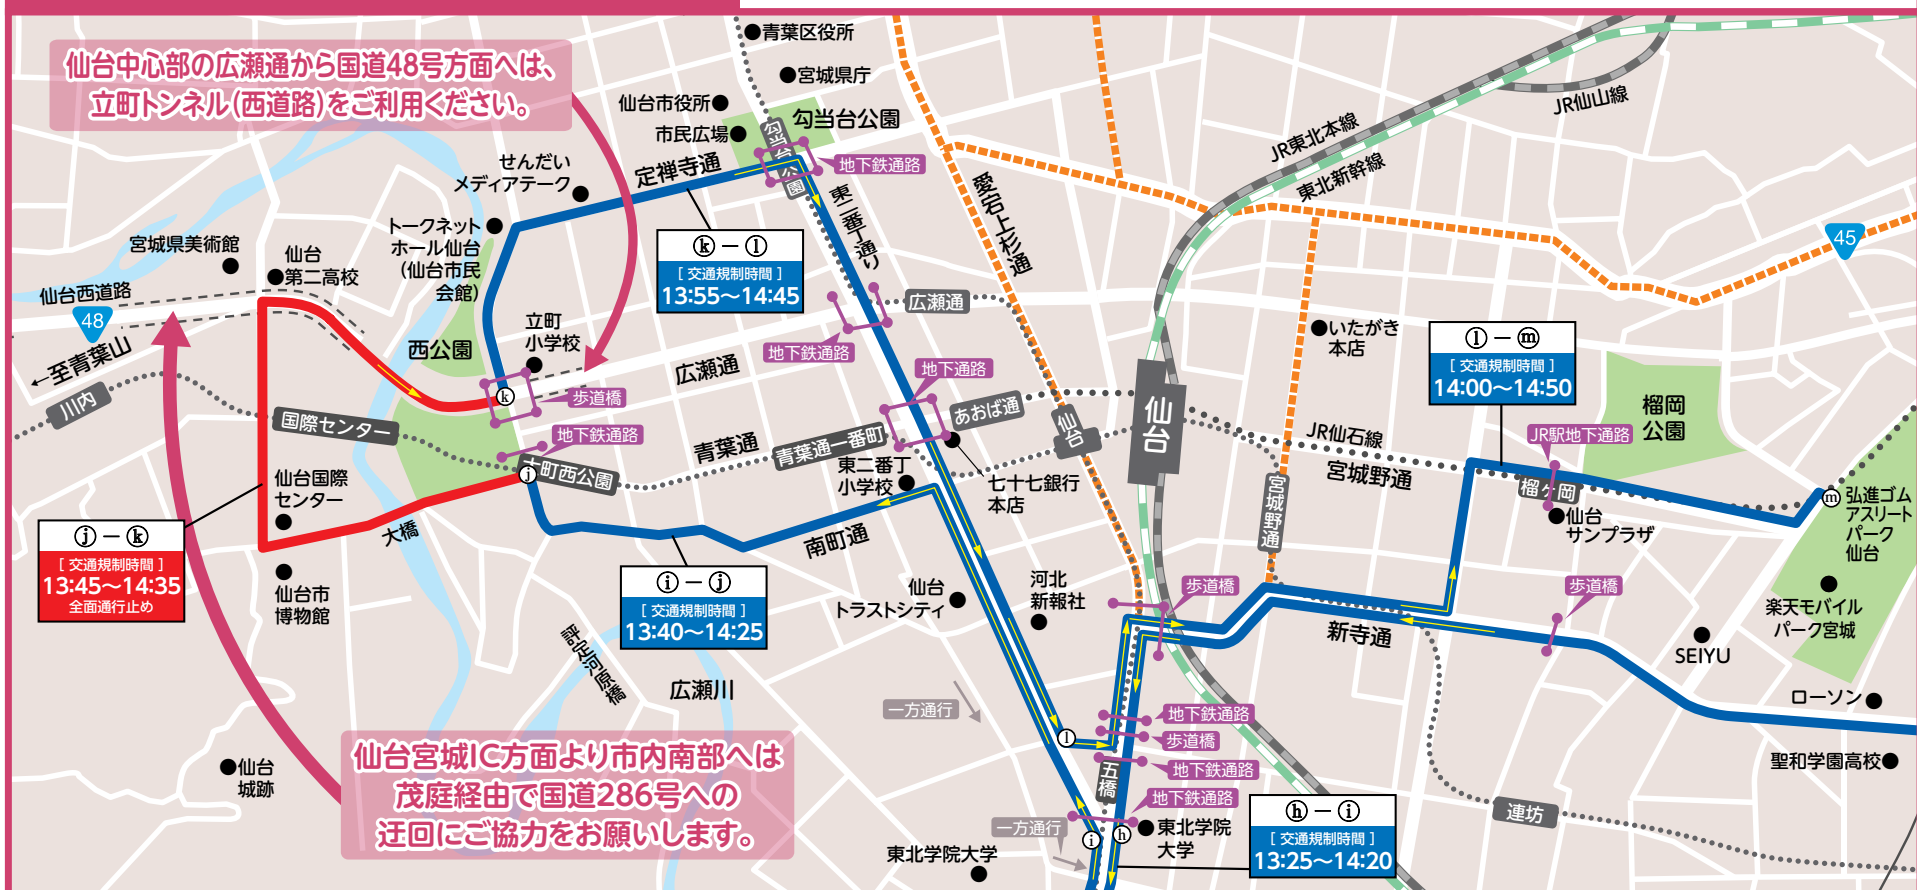 仙台中心部の広瀬通から国道48号方面へは、
立町トンネル(西道路)をご利用ください。
青葉区役所
宮城県庁
仙台市役所
市民広場
勾当台公園
勾当台公園
地下鉄通路
定禅寺通
せんだい
メディアテーク
トークネット
ホール仙台
(仙台市民
会館)
宮城県美術館
仙台
第二高校
仙台西道路
48
←至青葉山
川内
西公園
立町
小学校
k
歩道橋
k－l
[ 交通規制時間 ]
13:55～14:45
東二番丁通り
愛宕上杉通
広瀬通
地下鉄通路
広瀬通
地下通路
あおば通
仙台
仙台
JR東北本線
東北新幹線
JR仙山線
45
いたがき
本店
l－m
[ 交通規制時間 ]
14:00～14:50
榴岡
公園
JR駅地下通路
JR仙石線
宮城野通
宮城野通
榴ヶ岡
仙台
サンプラザ
m
弘進ゴム
アスリート
パーク
仙台
楽天モバイル
パーク宮城
国際センター
地下鉄通路
大町西公園
j
青葉通
青葉通一番町
東二番丁
小学校
七十七銀行
本店
仙台国際
センター
大橋
j－k
[ 交通規制時間 ]
13:45～14:35
全面通行止め
仙台市
博物館
南町通
i－j
[ 交通規制時間 ]
13:40～14:25
仙台
トラストシティ
河北
新報社
歩道橋
新寺通
歩道橋
SEIYU
ローソン
聖和学園高校
評定河原橋
広瀬川
一方通行
l
地下鉄通路
歩道橋
地下鉄通路
五橋
地下鉄通路
仙台
城跡
仙台宮城IC方面より市内南部へは
茂庭経由で国道286号への
迂回にご協力をお願いします。
一方通行
i
h
東北学院
大学
東北学院大学
h－i
[ 交通規制時間 ]
13:25～14:20
連坊